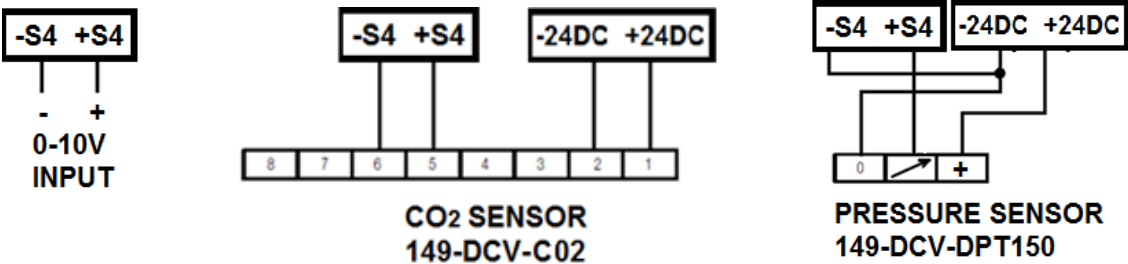 -S4 +S4
- +
0-10V
INPUT
-S4 +S4
-24DC +24DC
8 7 6 5 4 3 2 1
CO2 SENSOR
149-DCV-C02
-S4 +S4
-24DC +24DC
0 +
PRESSURE SENSOR
149-DCV-DPT150